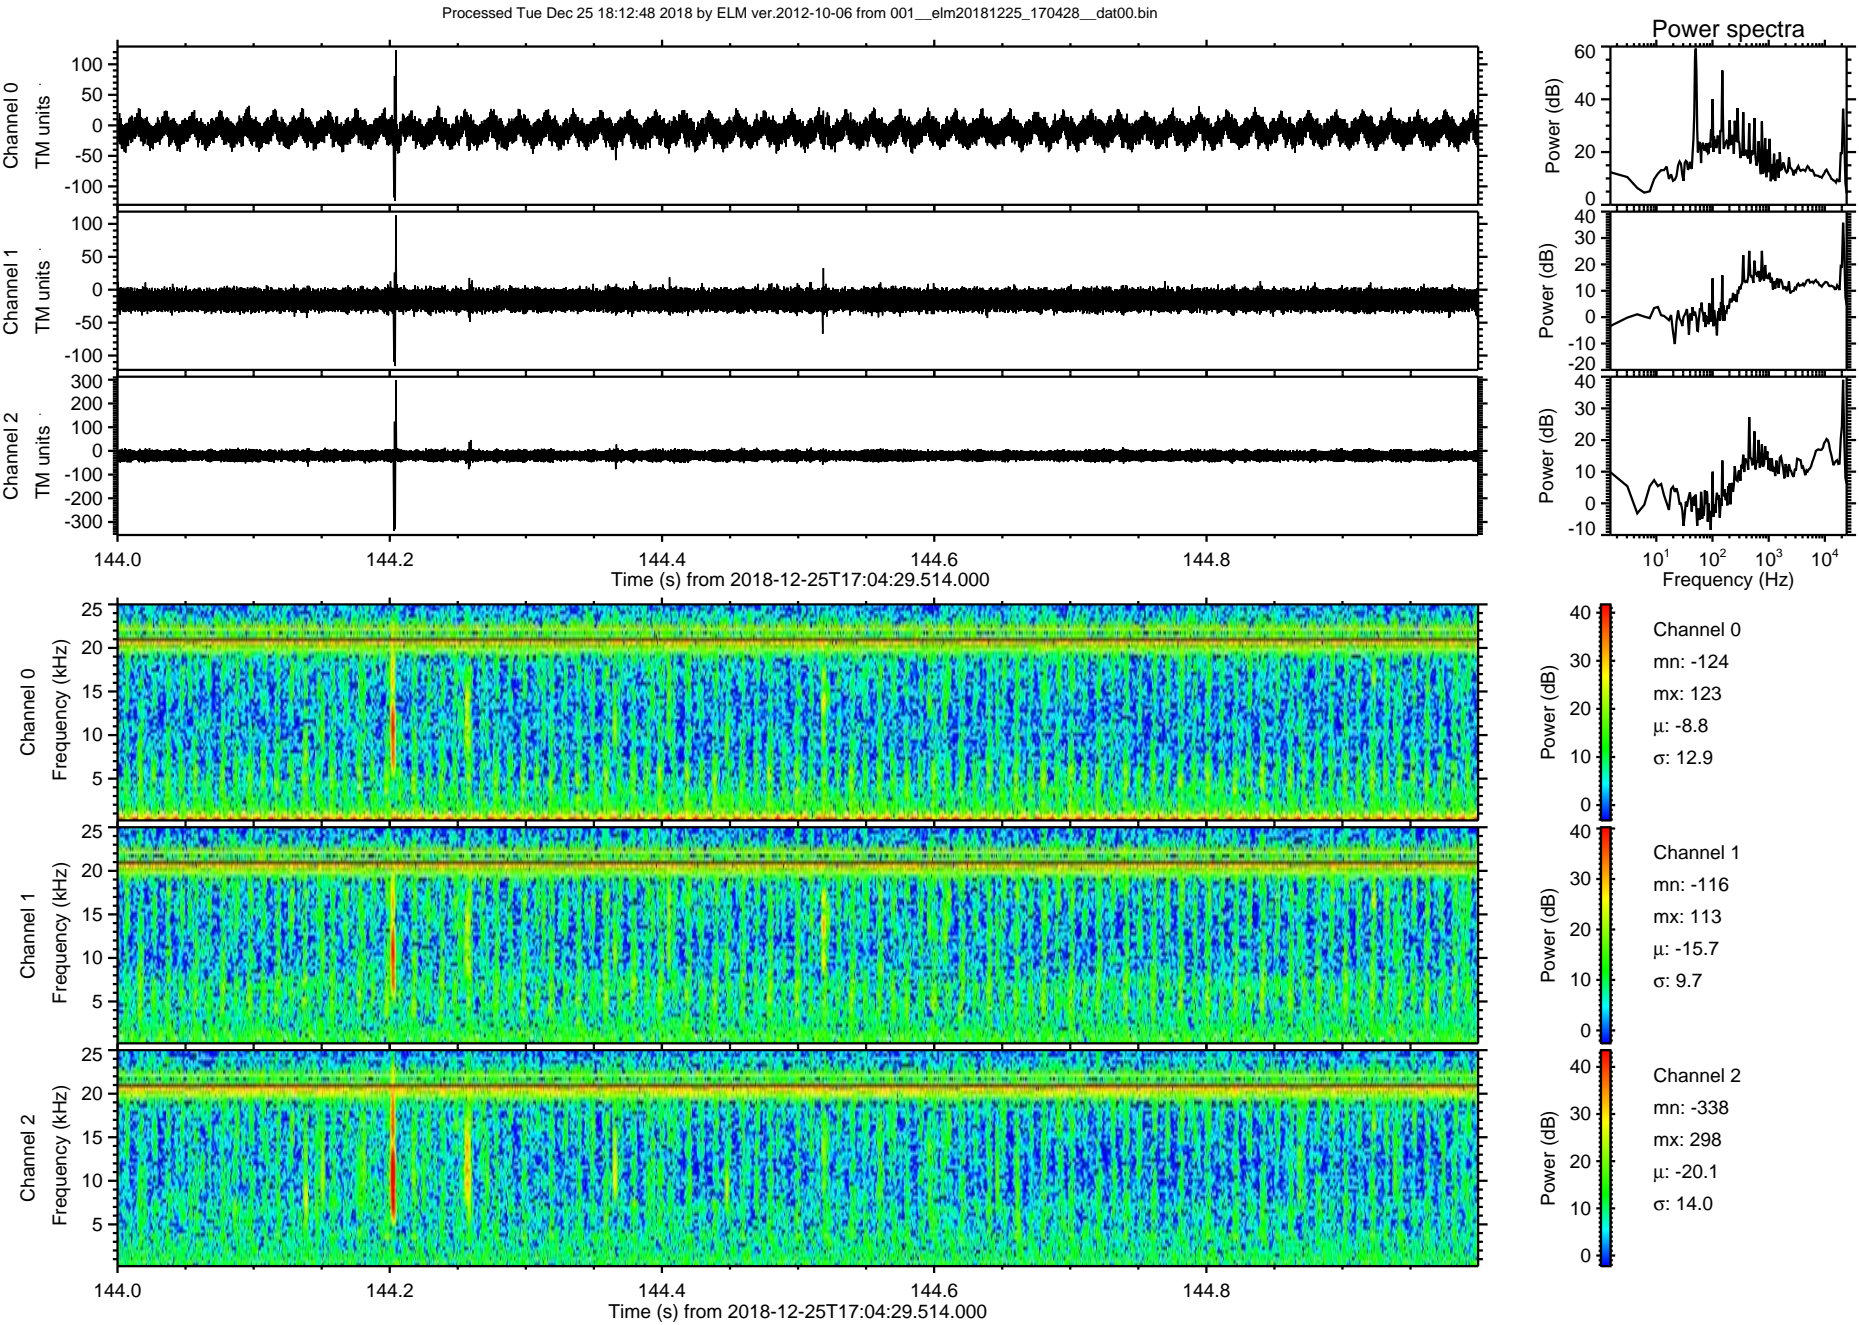 Processed Tue Dec 25 18:12:48 2018 by ELM ver.2012-10-06 from 001__elm20181225_170428__dat00.bin
Power spectra
Channel 0
TM units
100
50
0
-50
-100
Power (dB)
60
40
20
0
Channel 1
TM units
100
50
0
-50
-100
Power (dB)
40
30
20
10
0
-10
-20
Channel 2
TM units
300
200
100
0
-100
-200
-300
Power (dB)
40
30
20
10
0
-10
144.0 144.2 144.4 144.6 144.8
Time (s) from 2018-12-25T17:04:29.514.000
10¹ 10² 10³ 10⁴
Frequency (Hz)
Channel 0
Frequency (kHz)
25
20
15
10
5
Power (dB)
40
30
20
10
0
Channel 0
mn: -124
mx: 123
μ: -8.8
σ: 12.9
Channel 1
Frequency (kHz)
25
20
15
10
5
Power (dB)
40
30
20
10
0
Channel 1
mn: -116
mx: 113
μ: -15.7
σ: 9.7
Channel 2
Frequency (kHz)
25
20
15
10
5
Power (dB)
40
30
20
10
0
Channel 2
mn: -338
mx: 298
μ: -20.1
σ: 14.0
144.0 144.2 144.4 144.6 144.8
Time (s) from 2018-12-25T17:04:29.514.000